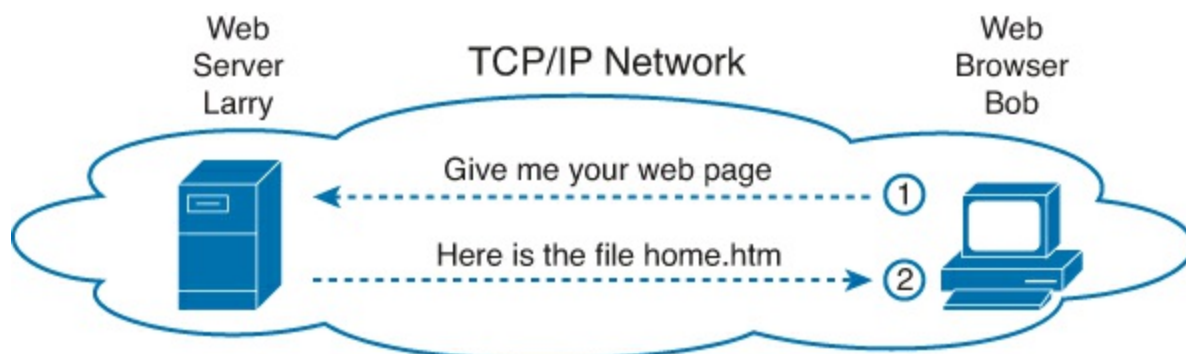 Web
Server
Larry
TCP/IP Network
Web
Browser
Bob
Give me your web page
1
Here is the file home.htm
2